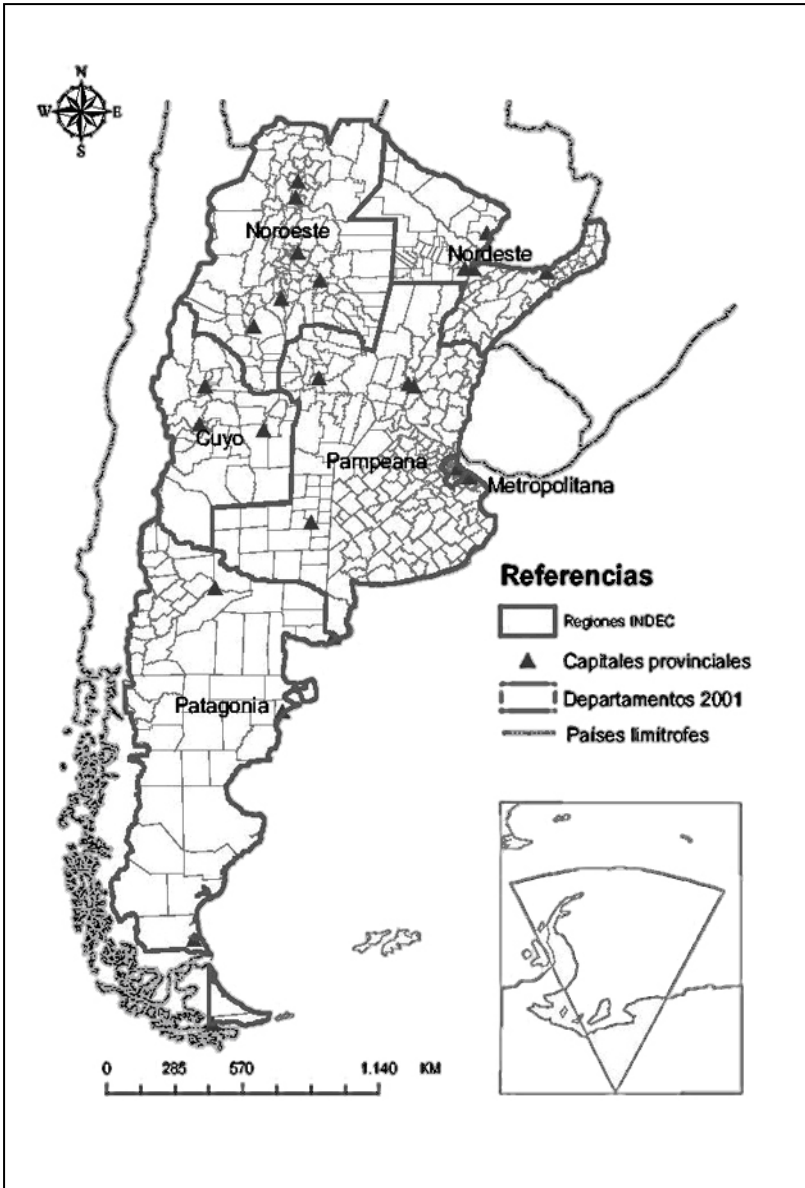 N
W E
S
Noroeste
Nordeste
Cuyo
Pampeana
Metropolitana
Patagonia
Referencias
Regiones INDEC
Capitales provinciales
Departamentos 2001
Países limítrofes
0 285 570 1.140 KM